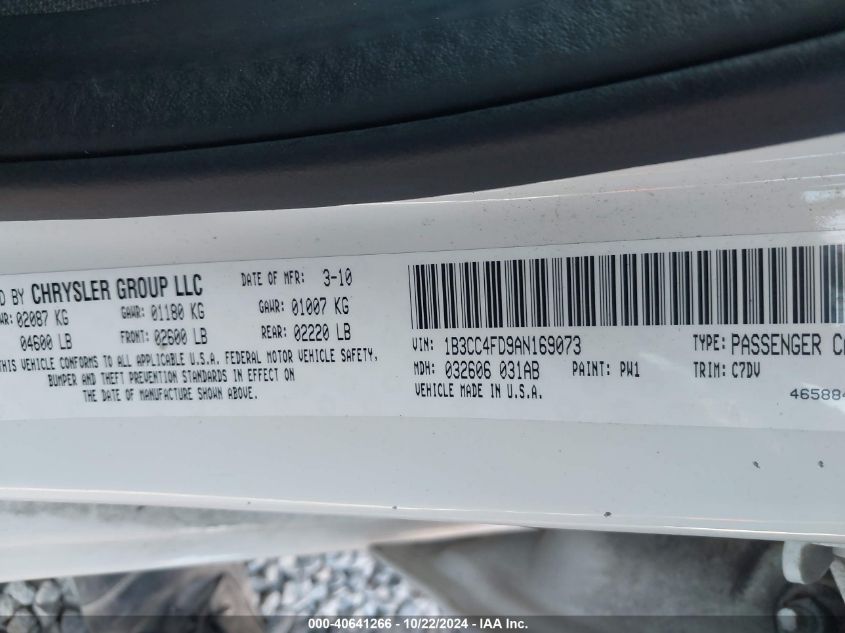 D BY CHRYSLER GROUP LLC DATE OF MFR: 3-10
WR: 02087 KG GAWR: 01180 KG GAWR: 01007 KG
04600 LB FRONT: 02600 LB REAR: 02220 LB
THIS VEHICLE CONFORMS TO ALL APPLICABLE U.S.A. FEDERAL MOTOR VEHICLE SAFETY,
BUMPER AND THEFT PREVENTION STANDARDS IN EFFECT ON
THE DATE OF MANUFACTURE SHOWN ABOVE.
VIN: 1B3CC4FD9AN169073 TYPE: PASSENGER CA
MDH: 032606 031AB PAINT: PW1 TRIM: C7DV
VEHICLE MADE IN U.S.A. 46588
<<00-40641266 - 10/22/2024 - IAA Inc.